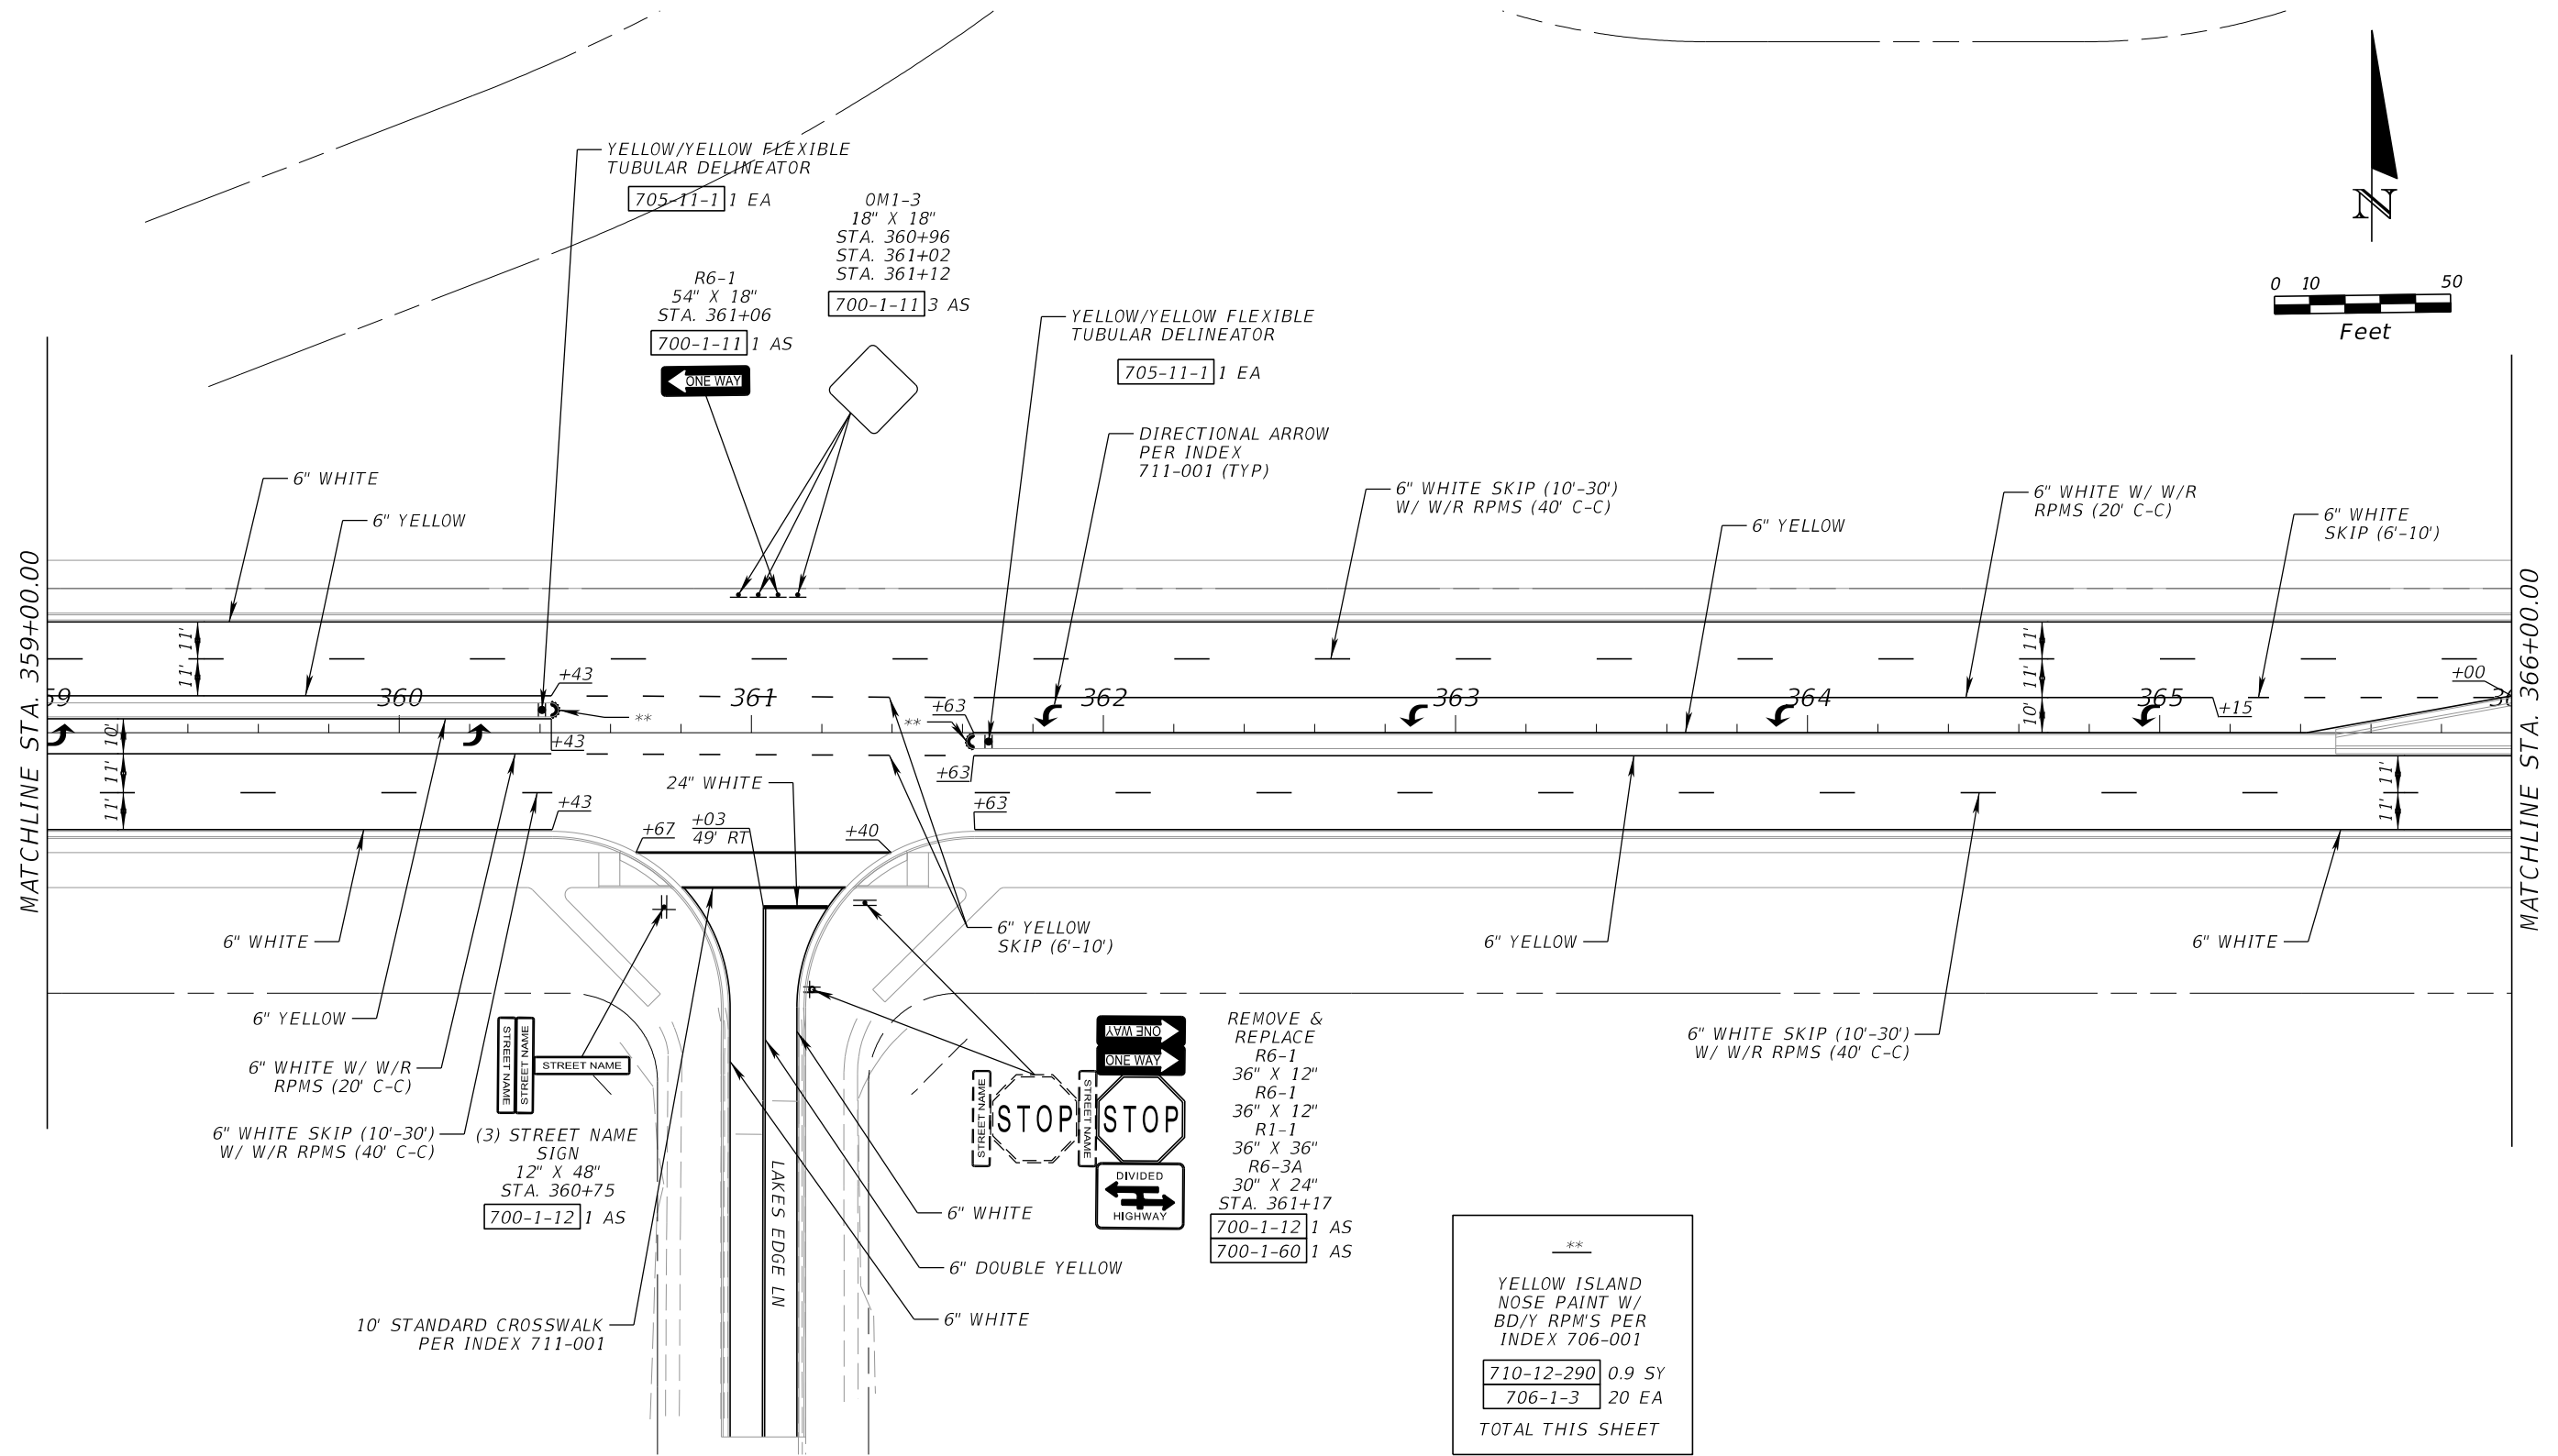 YELLOW/YELLOW FLEXIBLE
TUBULAR DELINEATOR
705-11-1 1 EA
OM1-3
18" X 18"
STA. 360+96
STA. 361+02
STA. 361+12
700-1-11 3 AS
R6-1
54" X 18"
STA. 361+06
700-1-11 1 AS
ONE WAY
YELLOW/YELLOW FLEXIBLE
TUBULAR DELINEATOR
705-11-1 1 EA
DIRECTIONAL ARROW
PER INDEX
711-001 (TYP)
N
0 10 50
Feet
6" WHITE
6" YELLOW
6" WHITE SKIP (10'-30')
W/ W/R RPMS (40' C-C)
6" YELLOW
6" WHITE W/ W/R
RPMS (20' C-C)
6" WHITE
SKIP (6'-10')
MATCHLINE STA. 359+00.00
MATCHLINE STA. 366+00.00
11'
11'
11'
11'
10'
10'
11'
11'
11'
11'
59
360
361
362
363
364
365
36
+43
+43
+43
**
**
+63
+63
+63
+15
+00
24" WHITE
+67
+03
49' RT
+40
6" WHITE
6" YELLOW
6" WHITE W/ W/R
RPMS (20' C-C)
6" WHITE SKIP (10'-30')
W/ W/R RPMS (40' C-C)
6" YELLOW
SKIP (6'-10')
6" YELLOW
6" WHITE
6" WHITE SKIP (10'-30')
W/ W/R RPMS (40' C-C)
STREET NAME
STREET NAME
STREET NAME
(3) STREET NAME
SIGN
12" X 48"
STA. 360+75
700-1-12 1 AS
10' STANDARD CROSSWALK
PER INDEX 711-001
LAKES EDGE LN
6" WHITE
6" DOUBLE YELLOW
6" WHITE
STREET NAME
STOP
STREET NAME
ONE WAY
ONE WAY
STOP
DIVIDED
HIGHWAY
REMOVE &
REPLACE
R6-1
36" X 12"
R6-1
36" X 12"
R1-1
36" X 36"
R6-3A
30" X 24"
STA. 361+17
700-1-12 1 AS
700-1-60 1 AS
**
YELLOW ISLAND
NOSE PAINT W/
BD/Y RPM'S PER
INDEX 706-001
710-12-290 0.9 SY
706-1-3 20 EA
TOTAL THIS SHEET